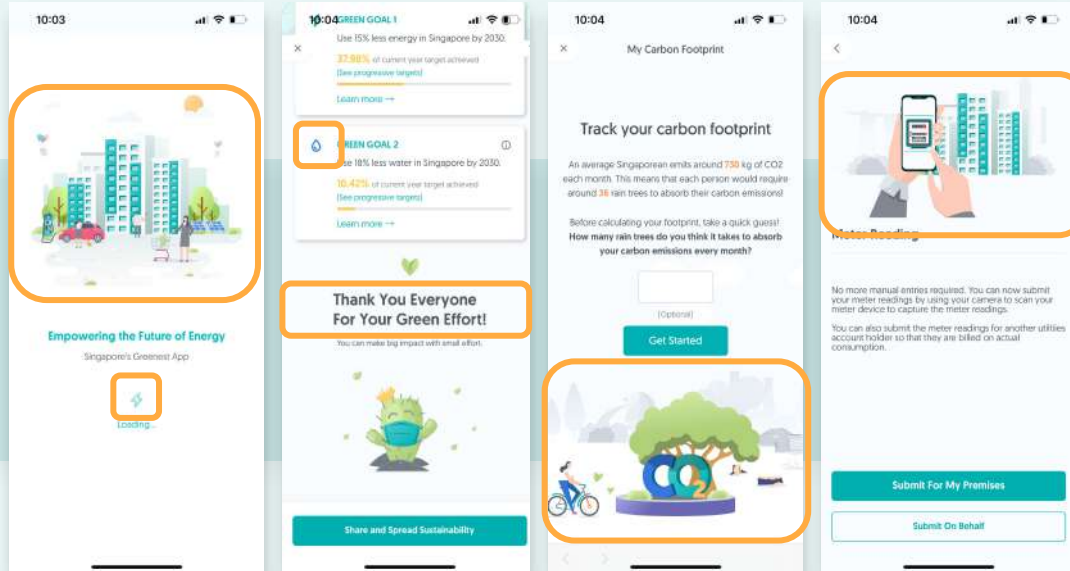 10:03
Empowering the Future of Energy
Singapore's Greenest App
Loading...
10:04
GREEN GOAL 1
Use 15% less energy in Singapore by 2030.
37.98% of current year target achieved
(See progressive targets)
Learn more →
GREEN GOAL 2
Use 18% less water in Singapore by 2030.
10.42% of current year target achieved
(See progressive targets)
Learn more →
Thank You Everyone
For Your Green Effort!
You can make big impact with small effort.
Share and Spread Sustainability
10:04
My Carbon Footprint
Track your carbon footprint
An average Singaporean emits around 730 kg of CO2
each month. This means that each person would require
around 36 rain trees to absorb their carbon emissions!
Before calculating your footprint, take a quick guess!
How many rain trees do you think it takes to absorb
your carbon emissions every month?
(Optional)
Get Started
CO2
10:04
Meter Reading
No more manual entries required. You can now submit
your meter readings by using your camera to scan your
meter device to capture the meter readings.
You can also submit the meter readings for another utilities
account holder so that they are billed on actual
consumption.
Submit For My Premises
Submit On Behalf